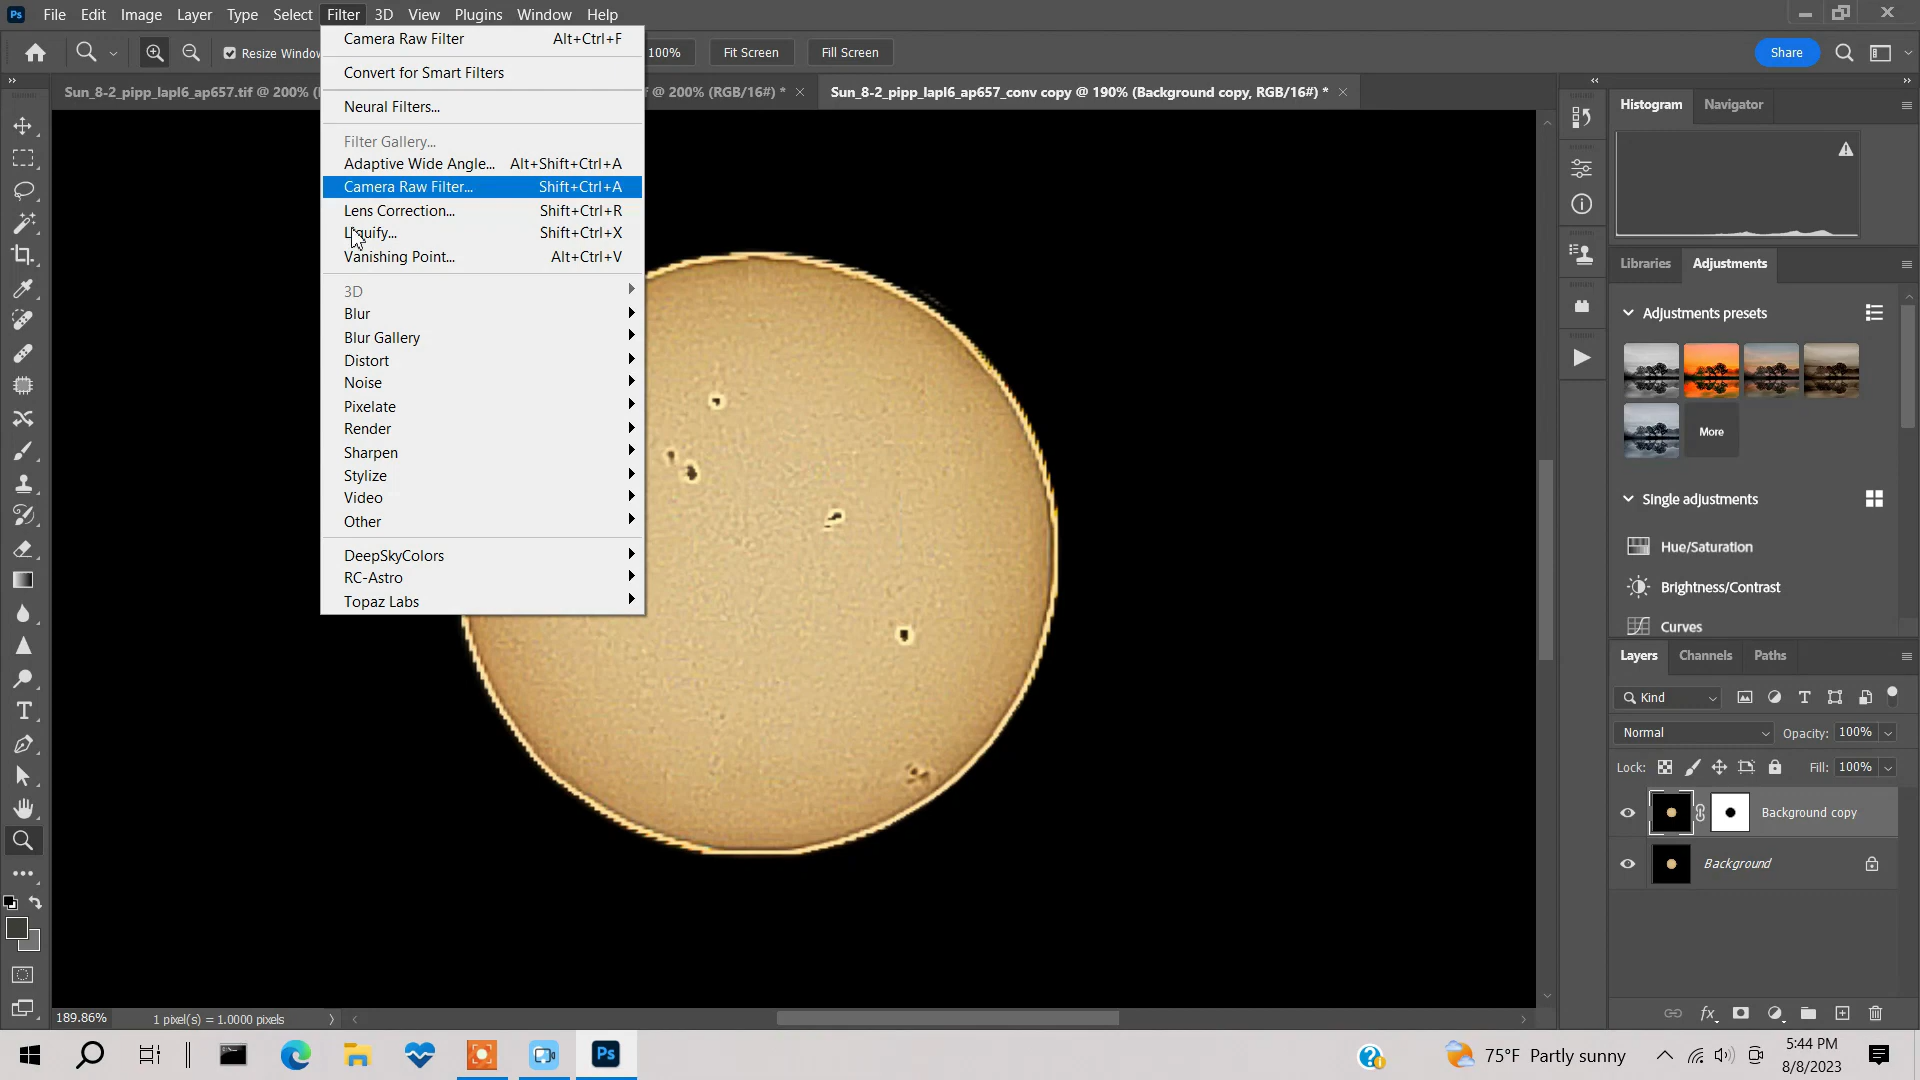 Ps File Edit Image Layer Type Select Filter 3D View Plugins Window Help
Resize Window 100% Fit Screen Fill Screen Share
Sun_8-2_pipp_lapl6_ap657.tif @ 200% @ 200% (RGB/16#) * Sun_8-2_pipp_lapl6_ap657_conv copy @ 190% (Background copy, RGB/16#) *
Camera Raw Filter Alt+Ctrl+F
Convert for Smart Filters
Neural Filters...
Filter Gallery...
Adaptive Wide Angle... Alt+Shift+Ctrl+A
Camera Raw Filter... Shift+Ctrl+A
Lens Correction... Shift+Ctrl+R
Liquify... Shift+Ctrl+X
Vanishing Point... Alt+Ctrl+V
3D
Blur
Blur Gallery
Distort
Noise
Pixelate
Render
Sharpen
Stylize
Video
Other
DeepSkyColors
RC-Astro
Topaz Labs
Histogram Navigator
Libraries Adjustments
Adjustments presets
More
Single adjustments
Hue/Saturation
Brightness/Contrast
Curves
Layers Channels Paths
Kind
Normal Opacity: 100%
Lock: Fill: 100%
Background copy
Background
fx
189.86% 1 pixel(s) = 1.0000 pixels
Ps 75°F Partly sunny
5:44 PM
8/8/2023